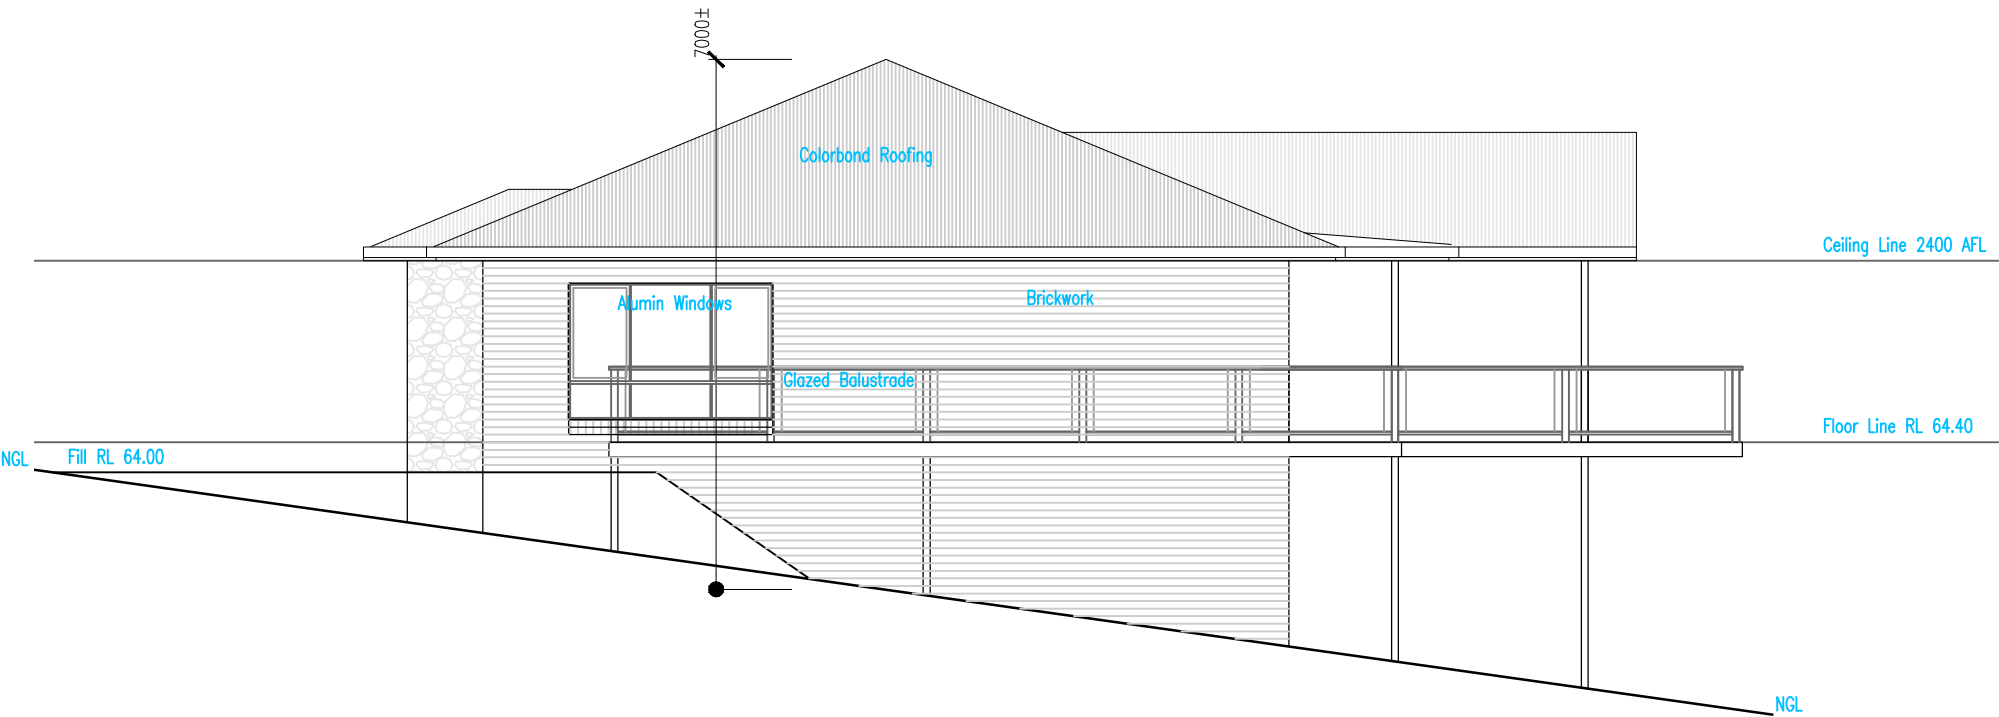 7000±
Colorbond Roofing
Ceiling Line 2400 AFL
Alumin Windows
Brickwork
Glazed Balustrade
Floor Line RL 64.40
NGL
Fill RL 64.00
NGL